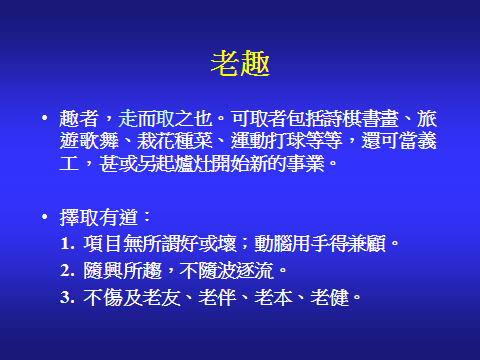 老趣
• 趣者，走而取之也。可取者包括詩棋書畫、旅
遊歌舞、栽花種菜、運動打球等等，還可當義
工，甚或另起爐灶開始新的事業。
• 擇取有道：
1. 項目無所謂好或壞；動腦用手得兼顧。
2. 隨興所趨，不隨波逐流。
3. 不傷及老友、老伴、老本、老健。